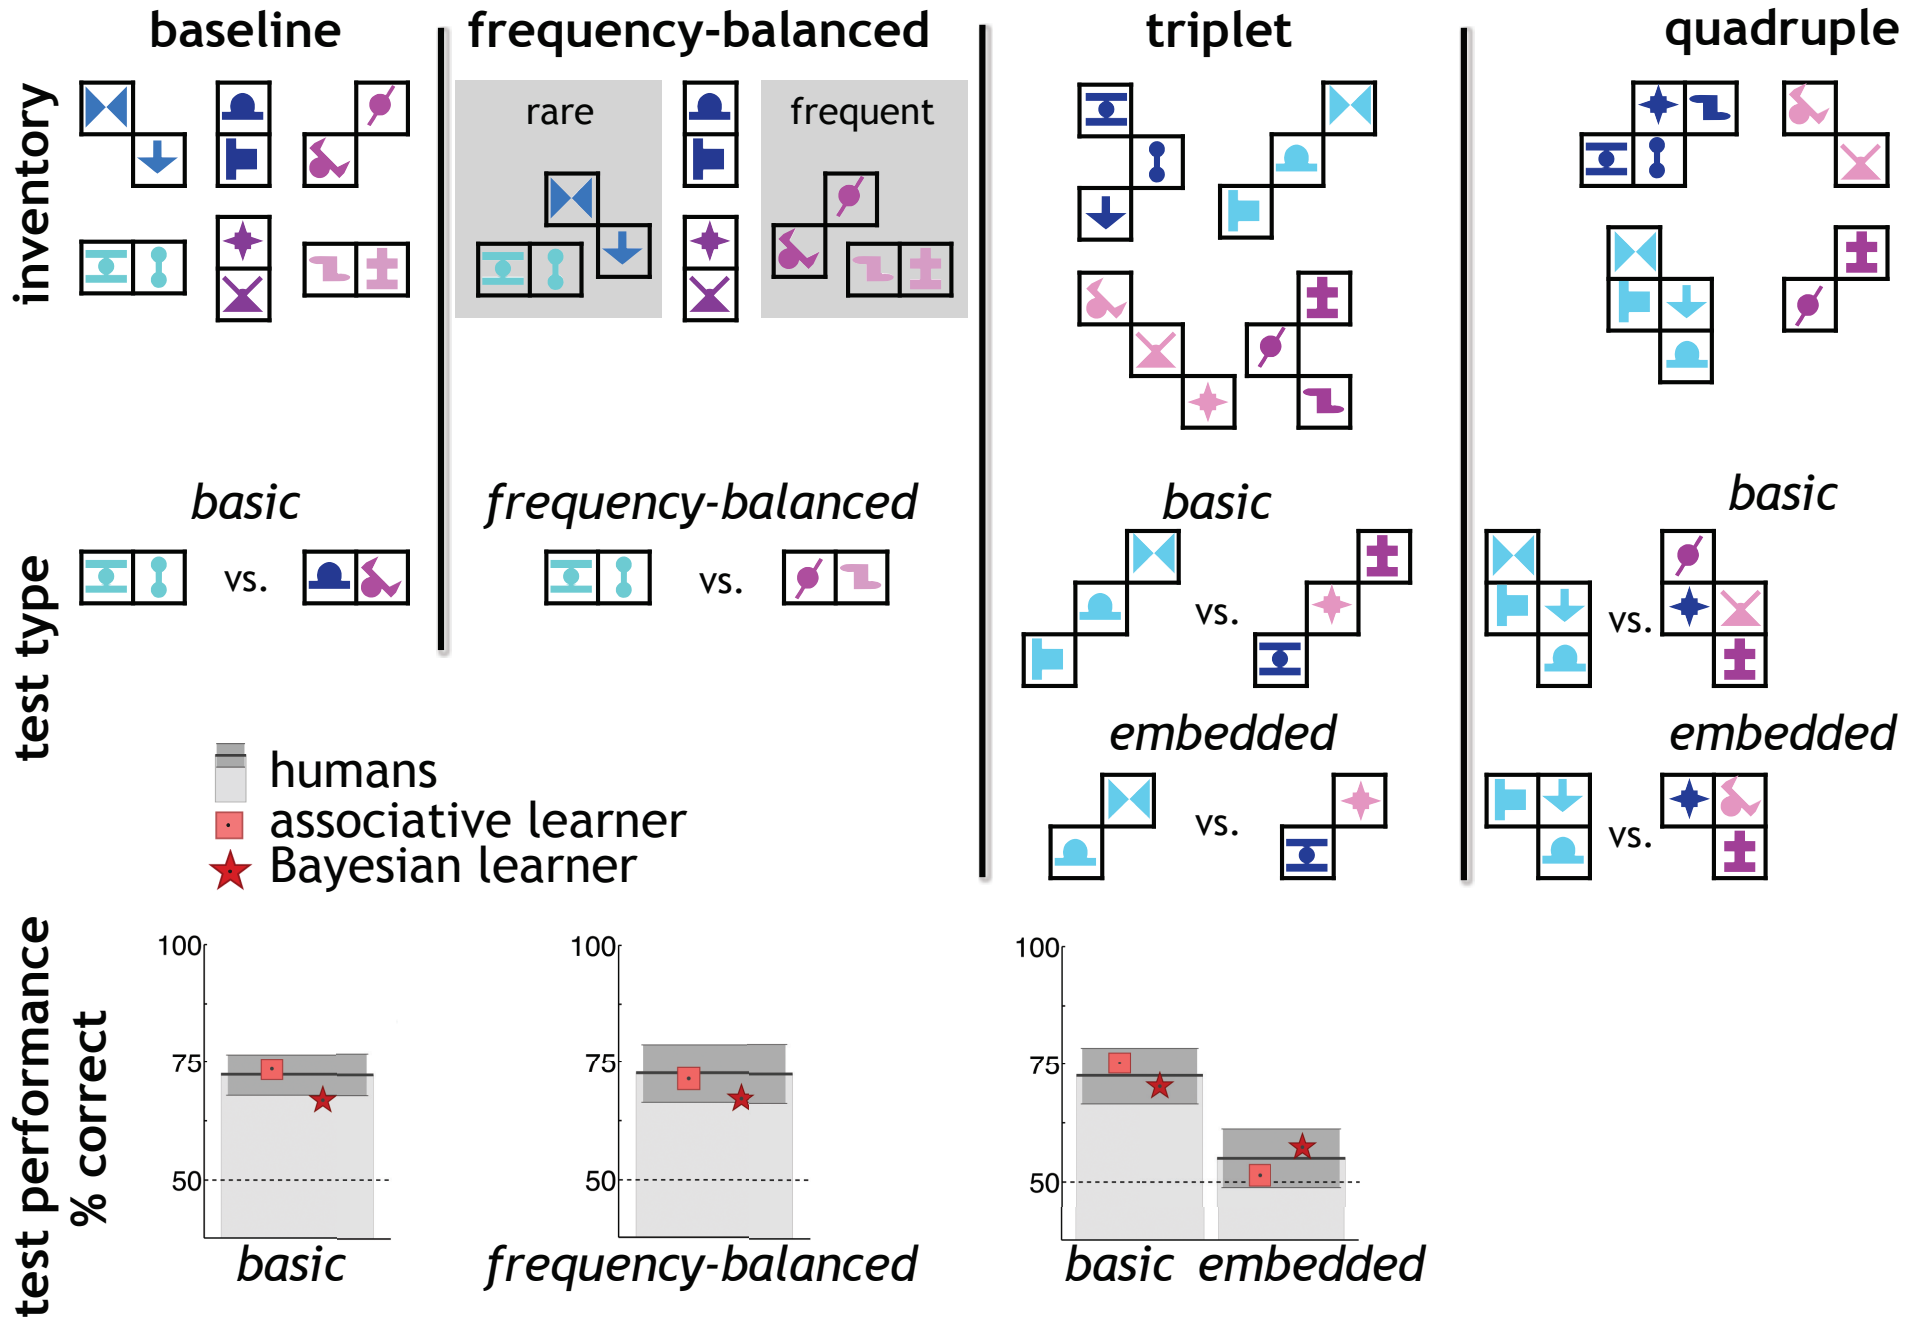 baseline
frequency-balanced
triplet
quadruple
inventory
rare
frequent
test type
basic
vs.
frequency-balanced
vs.
basic
vs.
embedded
vs.
basic
vs.
embedded
vs.
humans
associative learner
Bayesian learner
test performance
% correct
100
75
50
basic
100
75
50
frequency-balanced
100
75
50
basic
embedded